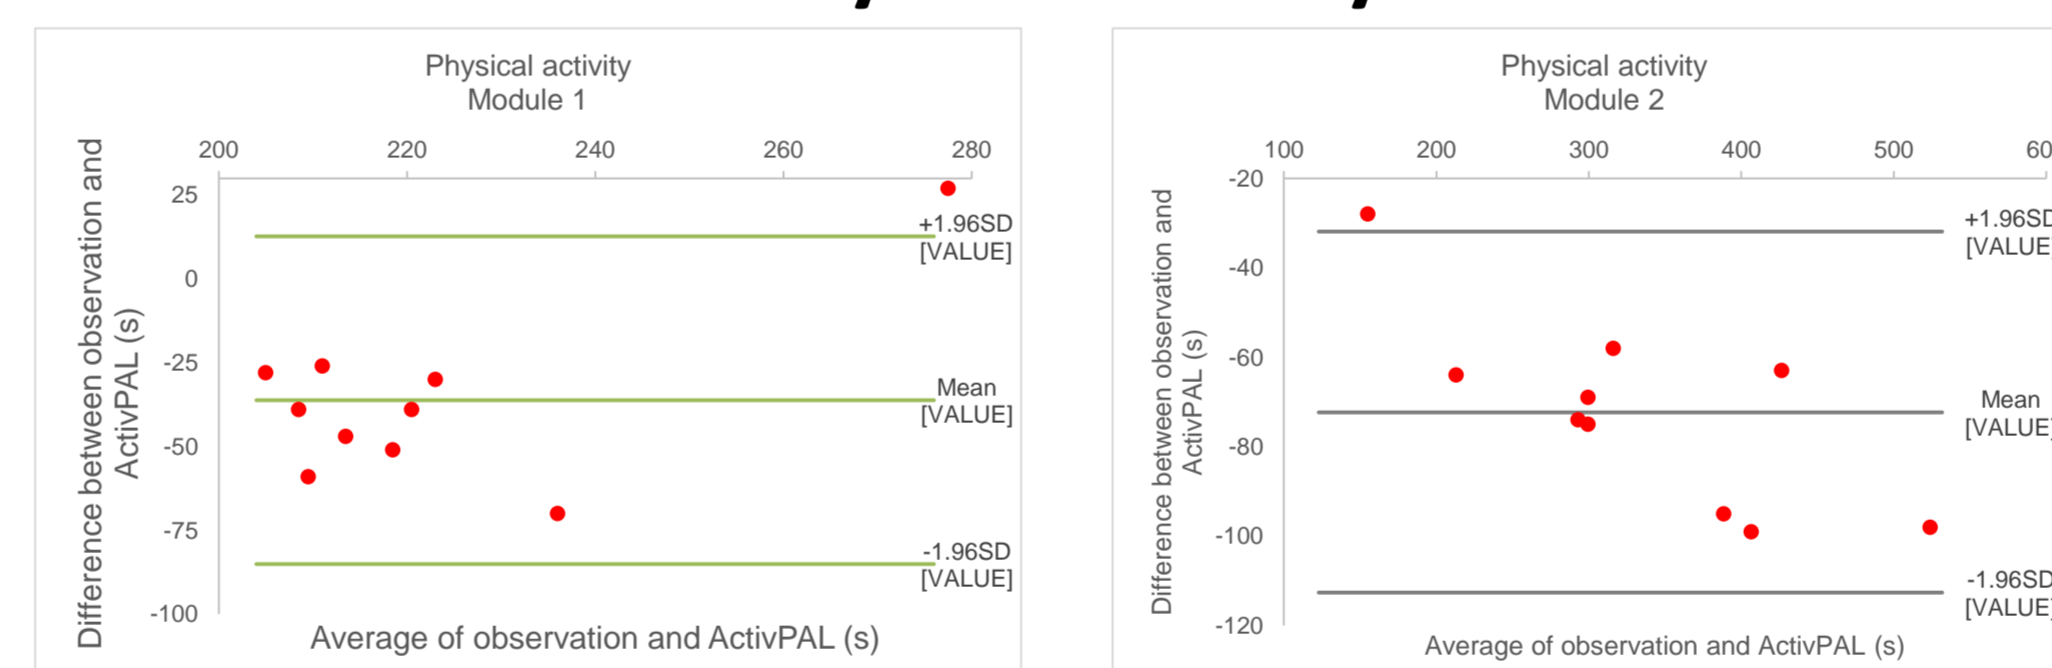 Physical activity
Module 1
Difference between observation and
ActivPAL (s)
200 220 240 260 280
25
0
-25
-50
-75
-100
+1.96SD
[VALUE]
Mean
[VALUE]
-1.96SD
[VALUE]
Average of observation and ActivPAL (s)
Physical activity
Module 2
Difference between observation and
ActivPAL (s)
100 200 300 400 500
-20
-40
-60
-80
-100
-120
+1.96SD
[VALUE]
Mean
[VALUE]
-1.96SD
[VALUE]
Average of observation and ActivPAL (s)